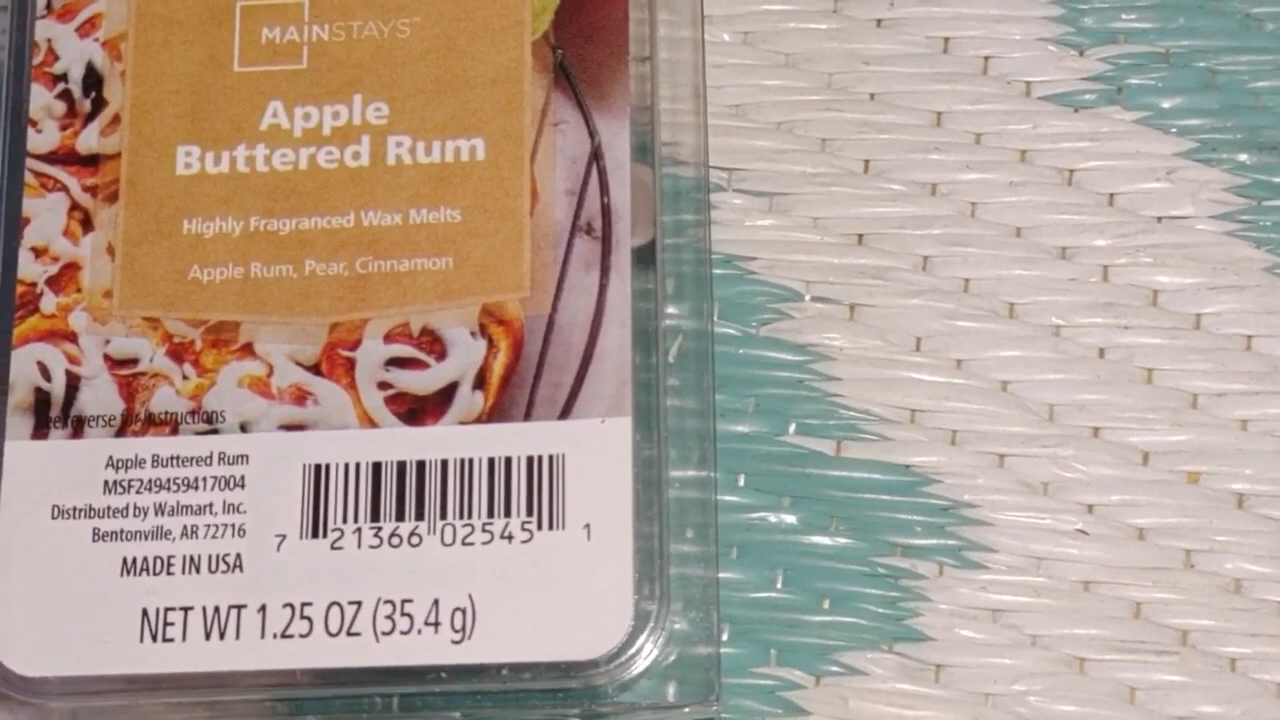 MAINSTAYS™
Apple
Buttered Rum
Highly Fragranced Wax Melts
Apple Rum, Pear, Cinnamon
See reverse for instructions
Apple Buttered Rum
MSF249459417004
Distributed by Walmart, Inc.
Bentonville, AR 72716
MADE IN USA
7 21366 02545 1
NET WT 1.25 OZ (35.4 g)